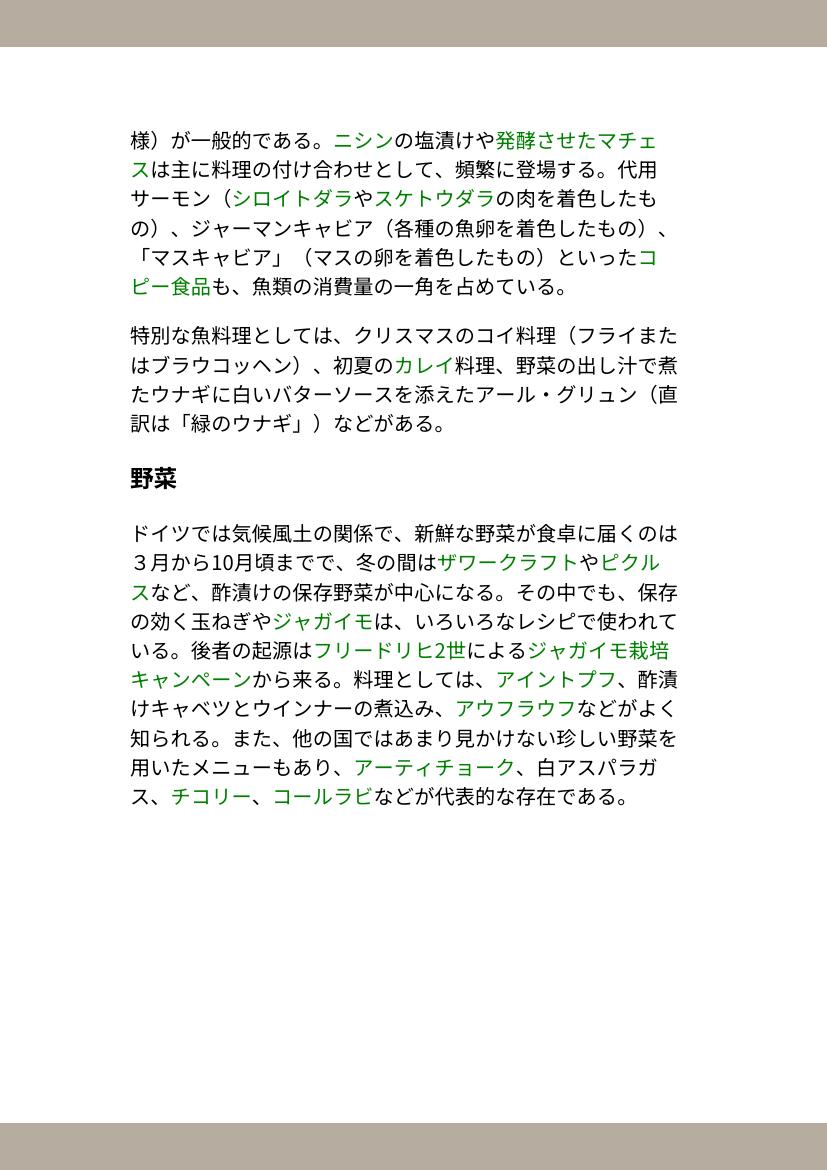 様）が一般的である。ニシンの塩漬けや発酵させたマチェ
スは主に料理の付け合わせとして、頻繁に登場する。代用
サーモン（シロイトダラやスケトウダラの肉を着色したも
の）、ジャーマンキャビア（各種の魚卵を着色したもの）、
「マスキャビア」（マスの卵を着色したもの）といったコ
ピー食品も、魚類の消費量の一角を占めている。
特別な魚料理としては、クリスマスのコイ料理（フライまた
はブラウコッヘン）、初夏のカレイ料理、野菜の出し汁で煮
たウナギに白いバターソースを添えたアール・グリュン（直
訳は「緑のウナギ」）などがある。
野菜
ドイツでは気候風土の関係で、新鮮な野菜が食卓に届くのは
３月から10月頃までで、冬の間はザワークラフトやピクル
スなど、酢漬けの保存野菜が中心になる。その中でも、保存
の効く玉ねぎやジャガイモは、いろいろなレシピで使われて
いる。後者の起源はフリードリヒ2世によるジャガイモ栽培
キャンペーンから来る。料理としては、アイントプフ、酢漬
けキャベツとウインナーの煮込み、アウフラウフなどがよく
知られる。また、他の国ではあまり見かけない珍しい野菜を
用いたメニューもあり、アーティチョーク、白アスパラガ
ス、チコリー、コールラビなどが代表的な存在である。